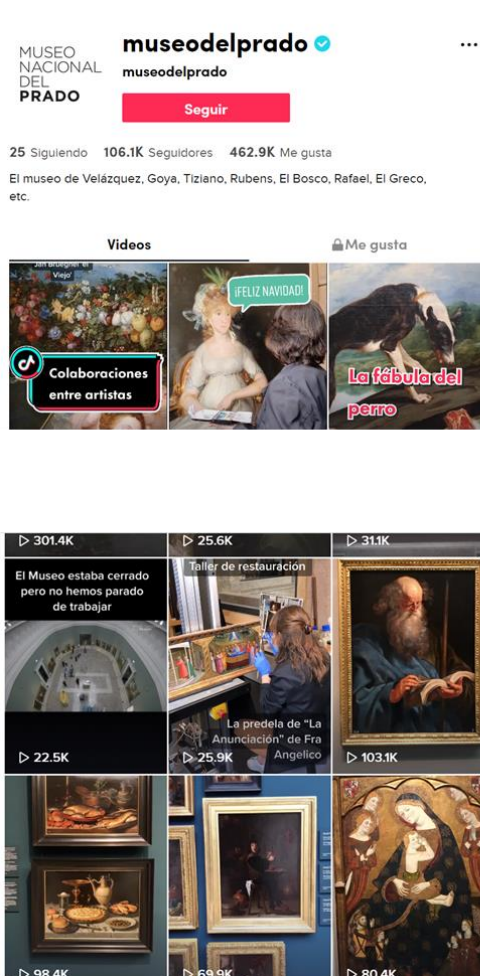 MUSEO
NACIONAL
DEL
PRADO
museodelprado
museodelprado
Seguir
25 Siguiendo 106.1K Seguidores 462.9K Me gusta
El museo de Velázquez, Goya, Tiziano, Rubens, El Bosco, Rafael, El Greco,
etc.
Videos
Me gusta
Viejo'
Colaboraciones
entre artistas
¡FELIZ NAVIDAD!
La fábula del
perro
301.4K
25.6K
31.1K
El Museo estaba cerrado
pero no hemos parado
de trabajar
22.5K
Taller de restauración
La predela de “La
Anunciación” de Fra
Angelico
25.9K
103.1K
98.4K
69.9K
80.4K